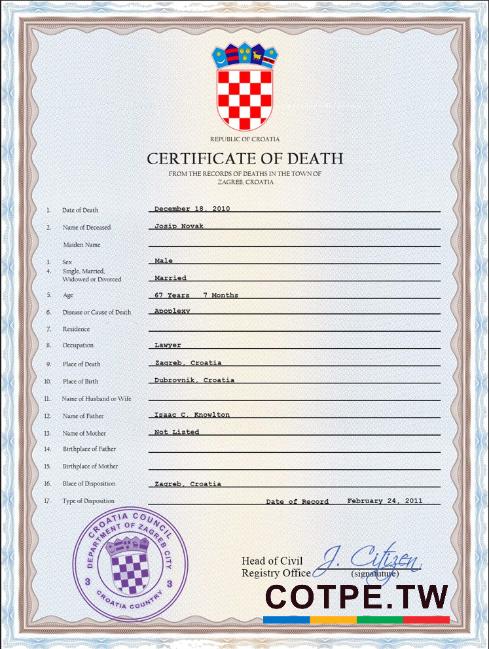 REPUBLIC OF CROATIA
CERTIFICATE OF DEATH
FROM THE RECORDS OF DEATHS IN THE TOWN OF
ZAGREB, CROATIA
1. Date of Death December 18, 2010
2. Name of Deceased Josip Novak
Maiden Name
3. Sex Male
4. Single, Married,
Widowed or Divorced Married
5. Age 67 Years 7 Months
6. Disease or Cause of Death Apoplexy
7. Residence
8. Occupation Lawyer
9. Place of Death Zagreb, Croatia
10. Place of Birth Dubrovnik, Croatia
11. Name of Husband or Wife
12. Name of Father Isaac C. Knowlton
13. Name of Mother Not Listed
14. Birthplace of Father
15. Birthplace of Mother
16. Blace of Disposition Zagreb, Croatia
17. Type of Disposition Date of Record February 24, 2011
CROATIA COUNCIL
DEPARTMENT OF ZAGREB CITY
3 3
CROATIA COUNTRY
Head of Civil J. Citizen
Registry Office (signature)
COTPE.TW